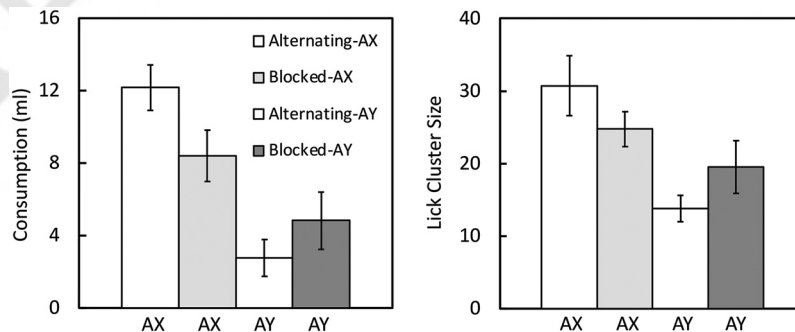 16
12
8
4
0
Consumption (ml)
Alternating-AX
Blocked-AX
Alternating-AY
Blocked-AY
AX AX AY AY
40
30
20
10
0
Lick Cluster Size
AX AX AY AY